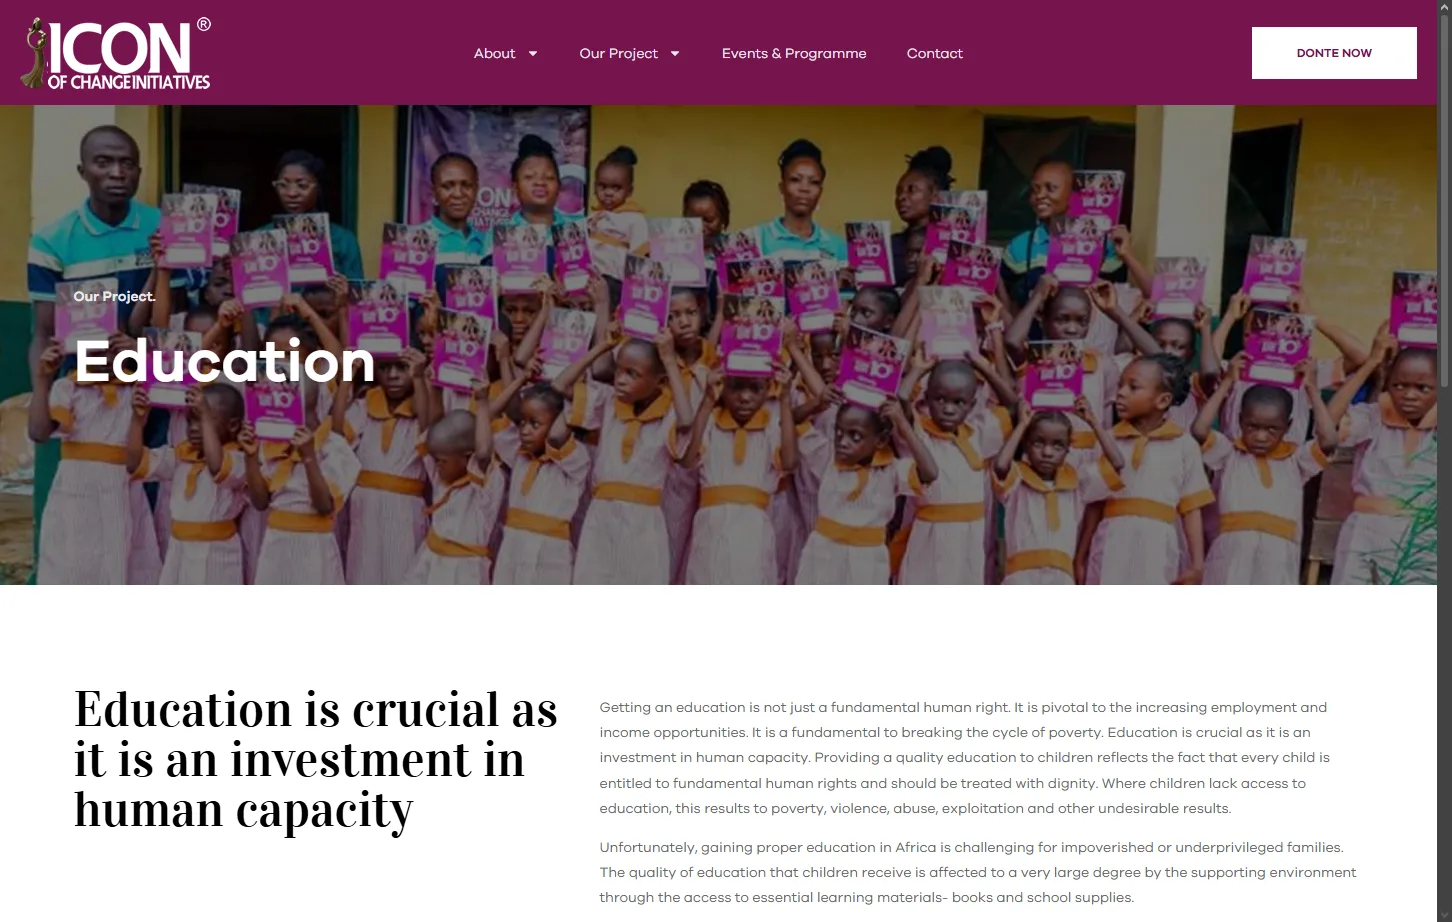 ICON®
OF CHANGE INITIATIVES
About
Our Project
Events & Programme
Contact
DONTE NOW
Our Project.
Education
Education is crucial as
it is an investment in
human capacity
Getting an education is not just a fundamental human right. It is pivotal to the increasing employment and
income opportunities. It is a fundamental to breaking the cycle of poverty. Education is crucial as it is an
investment in human capacity. Providing a quality education to children reflects the fact that every child is
entitled to fundamental human rights and should be treated with dignity. Where children lack access to
education, this results to poverty, violence, abuse, exploitation and other undesirable results.
Unfortunately, gaining proper education in Africa is challenging for impoverished or underprivileged families.
The quality of education that children receive is affected to a very large degree by the supporting environment
through the access to essential learning materials- books and school supplies.